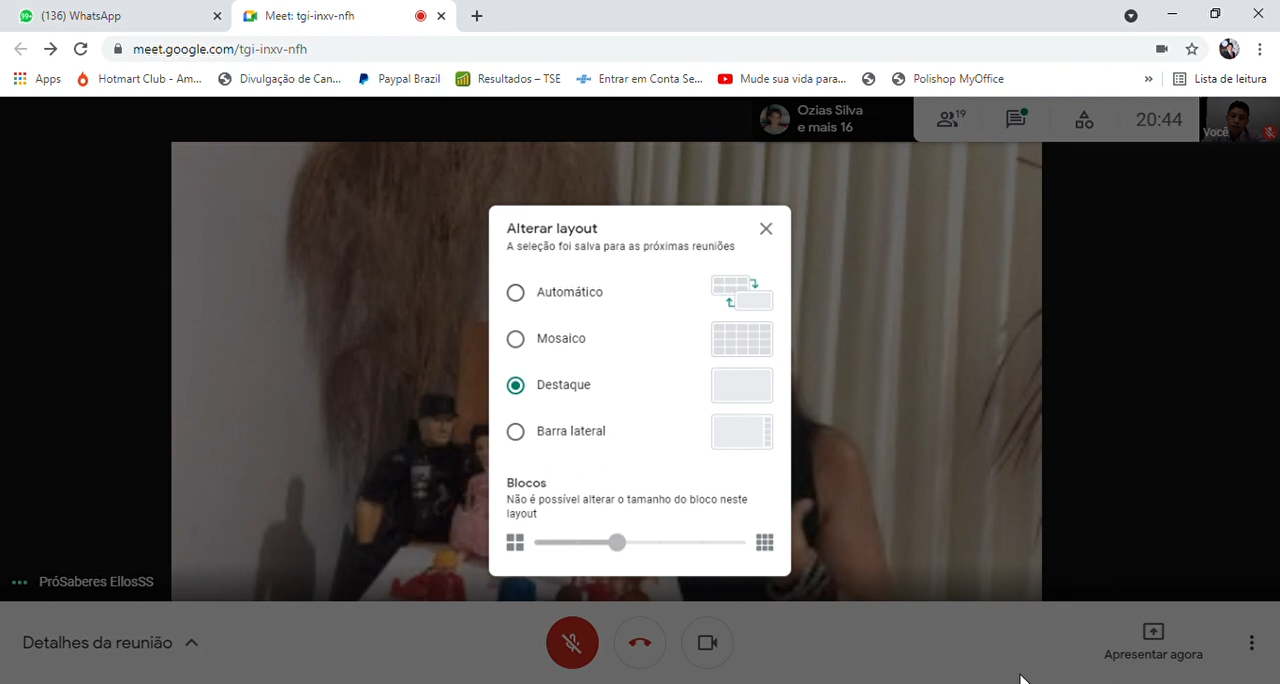 99+ (136) WhatsApp
Meet: tgi-inxv-nfh
meet.google.com/tgi-inxv-nfh
Apps Hotmart Club - Am... Divulgação de Can... Paypal Brazil Resultados – TSE Entrar em Conta Se... Mude sua vida para... Polishop MyOffice » Lista de leitura
Ozias Silva
e mais 16
19
20:44
Você
Alterar layout
A seleção foi salva para as próximas reuniões
Automático
Mosaico
Destaque
Barra lateral
Blocos
Não é possível alterar o tamanho do bloco neste
layout
PróSaberes EllosSS
Detalhes da reunião
Apresentar agora